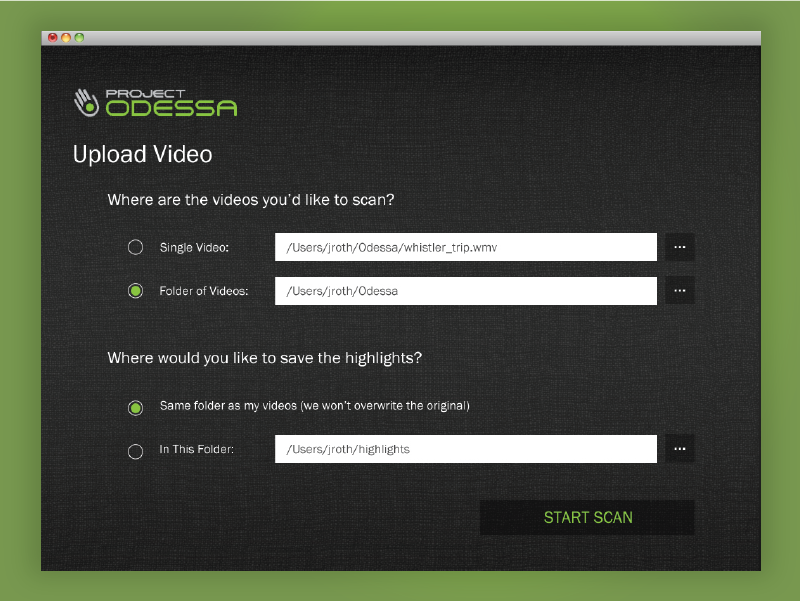 PROJECT
ODESSA
Upload Video
Where are the videos you'd like to scan?
Single Video: /Users/jroth/Odessa/whistler_trip.wmv ...
Folder of Videos: /Users/jroth/Odessa ...
Where would you like to save the highlights?
Same folder as my videos (we won't overwrite the original)
In This Folder: /Users/jroth/highlights ...
START SCAN